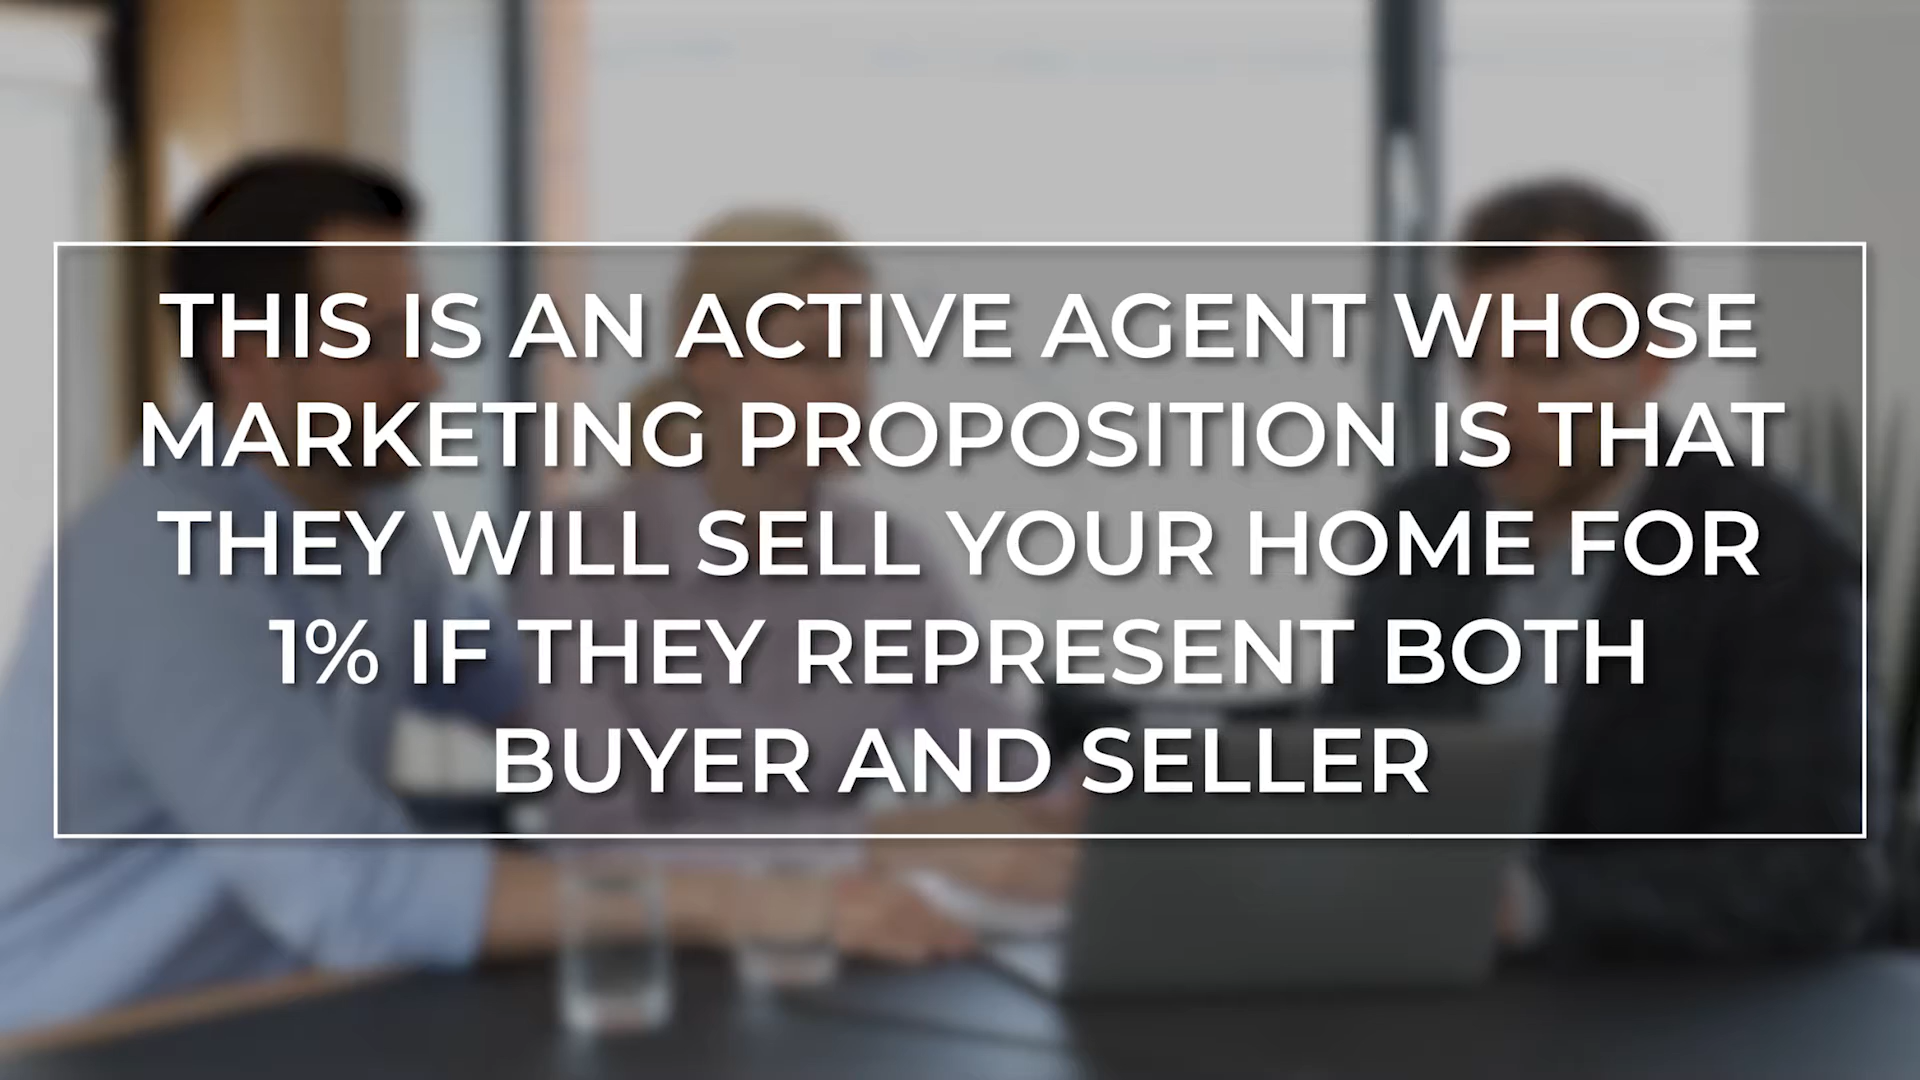 THIS IS AN ACTIVE AGENT WHOSE
MARKETING PROPOSITION IS THAT
THEY WILL SELL YOUR HOME FOR
1% IF THEY REPRESENT BOTH
BUYER AND SELLER